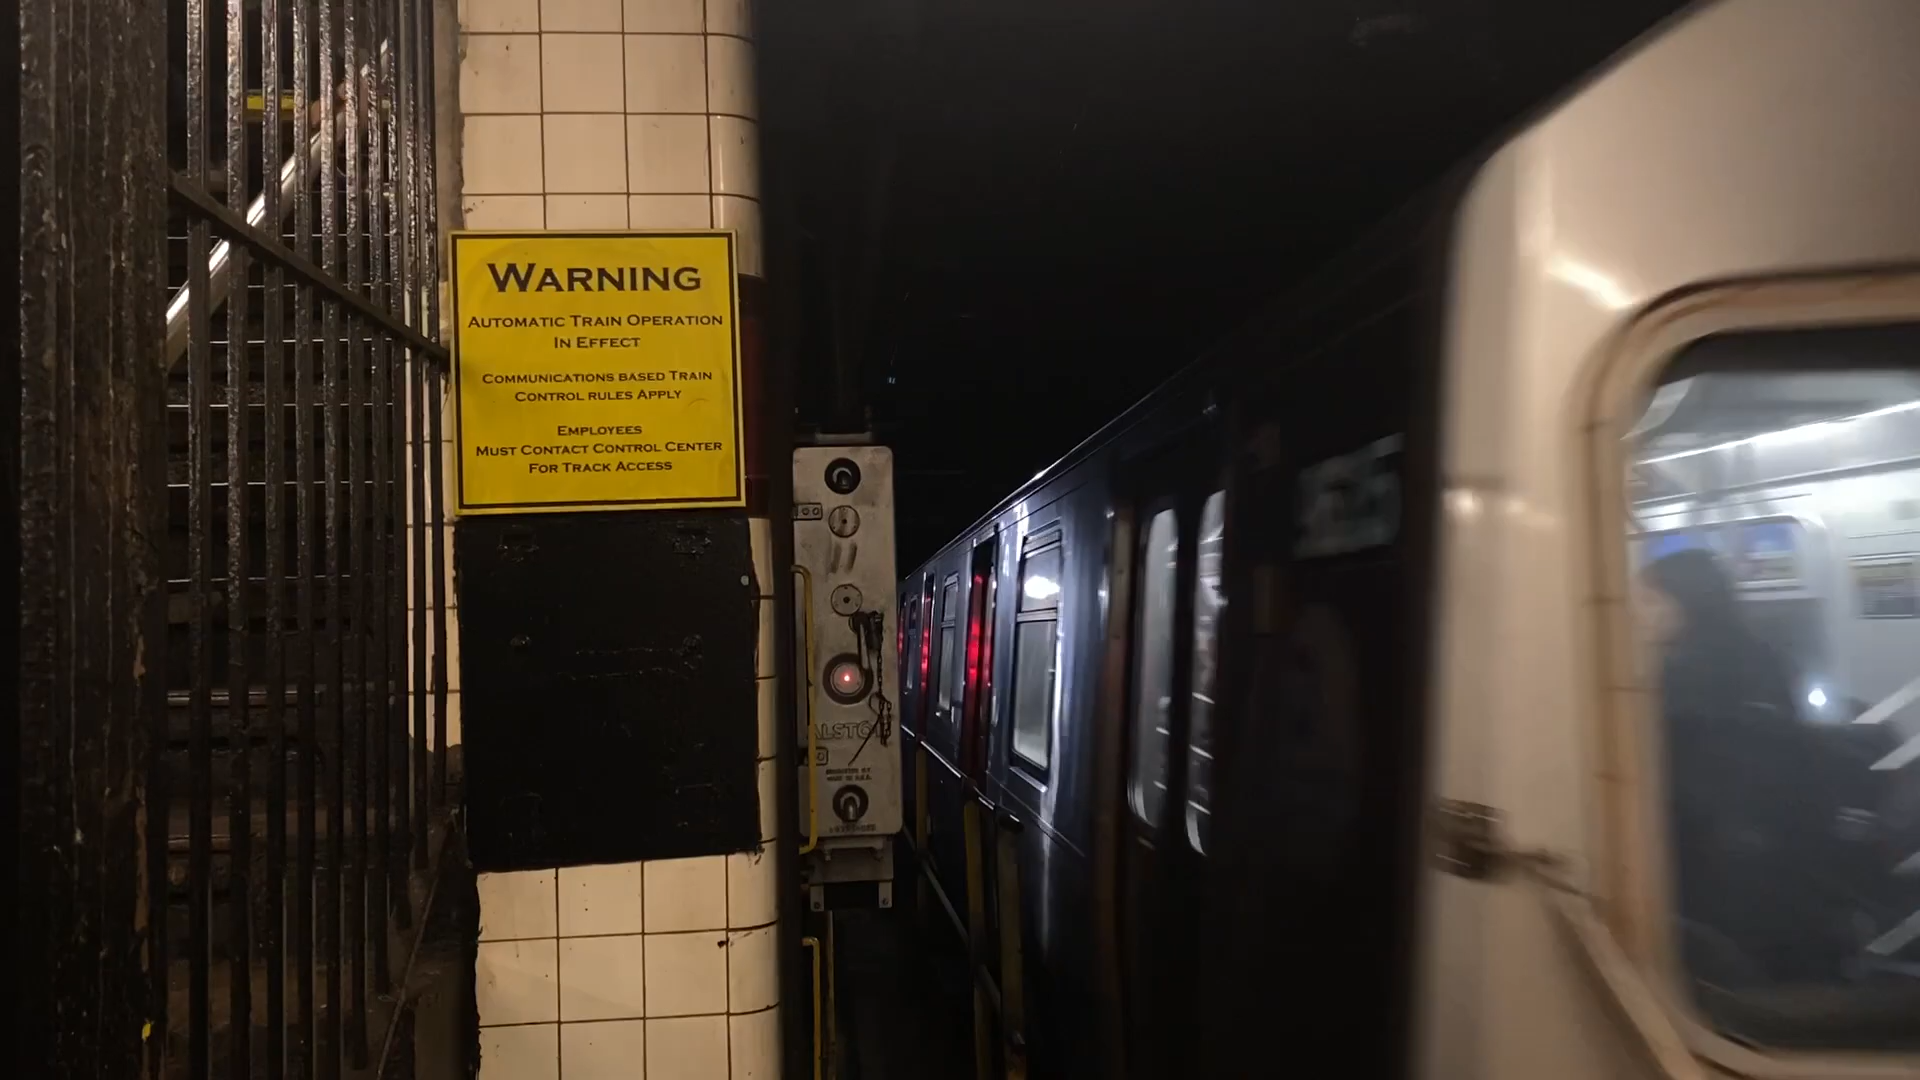 WARNING
AUTOMATIC TRAIN OPERATION
IN EFFECT
COMMUNICATIONS BASED TRAIN
CONTROL RULES APPLY
EMPLOYEES
MUST CONTACT CONTROL CENTER
FOR TRACK ACCESS